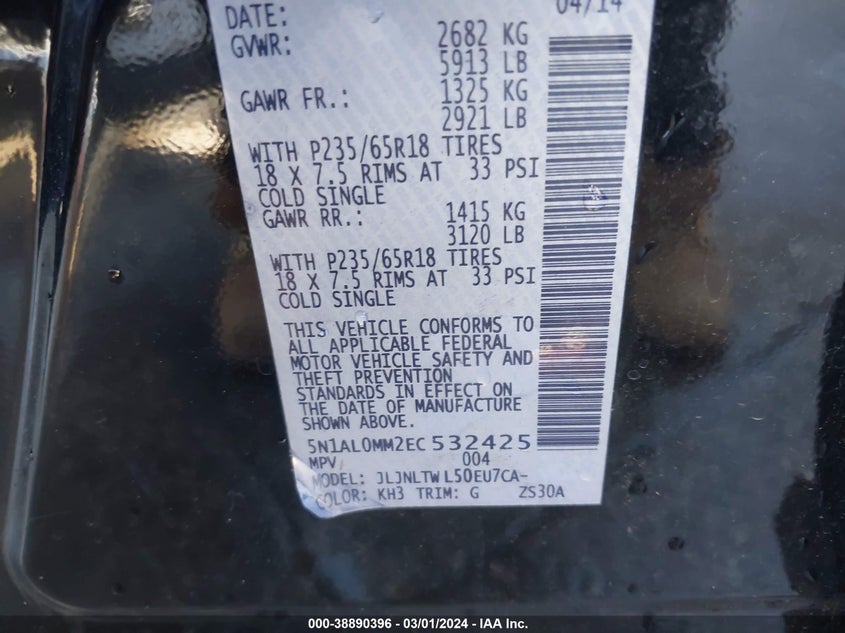 DATE: 04/14
GVWR: 2682 KG
5913 LB
GAWR FR.: 1325 KG
2921 LB
WITH P235/65R18 TIRES
18 X 7.5 RIMS AT 33 PSI
COLD SINGLE
GAWR RR.: 1415 KG
3120 LB
WITH P235/65R18 TIRES
18 X 7.5 RIMS AT 33 PSI
COLD SINGLE
THIS VEHICLE CONFORMS TO
ALL APPLICABLE FEDERAL
MOTOR VEHICLE SAFETY AND
THEFT PREVENTION
STANDARDS IN EFFECT ON
THE DATE OF MANUFACTURE
SHOWN ABOVE.
5N1AL0MM2EC532425
MPV 004
MODEL: JLJNLTWL50EU7CA-
COLOR: KH3 TRIM: G ZS30A
000-38890396 - 03/01/2024 - IAA Inc.